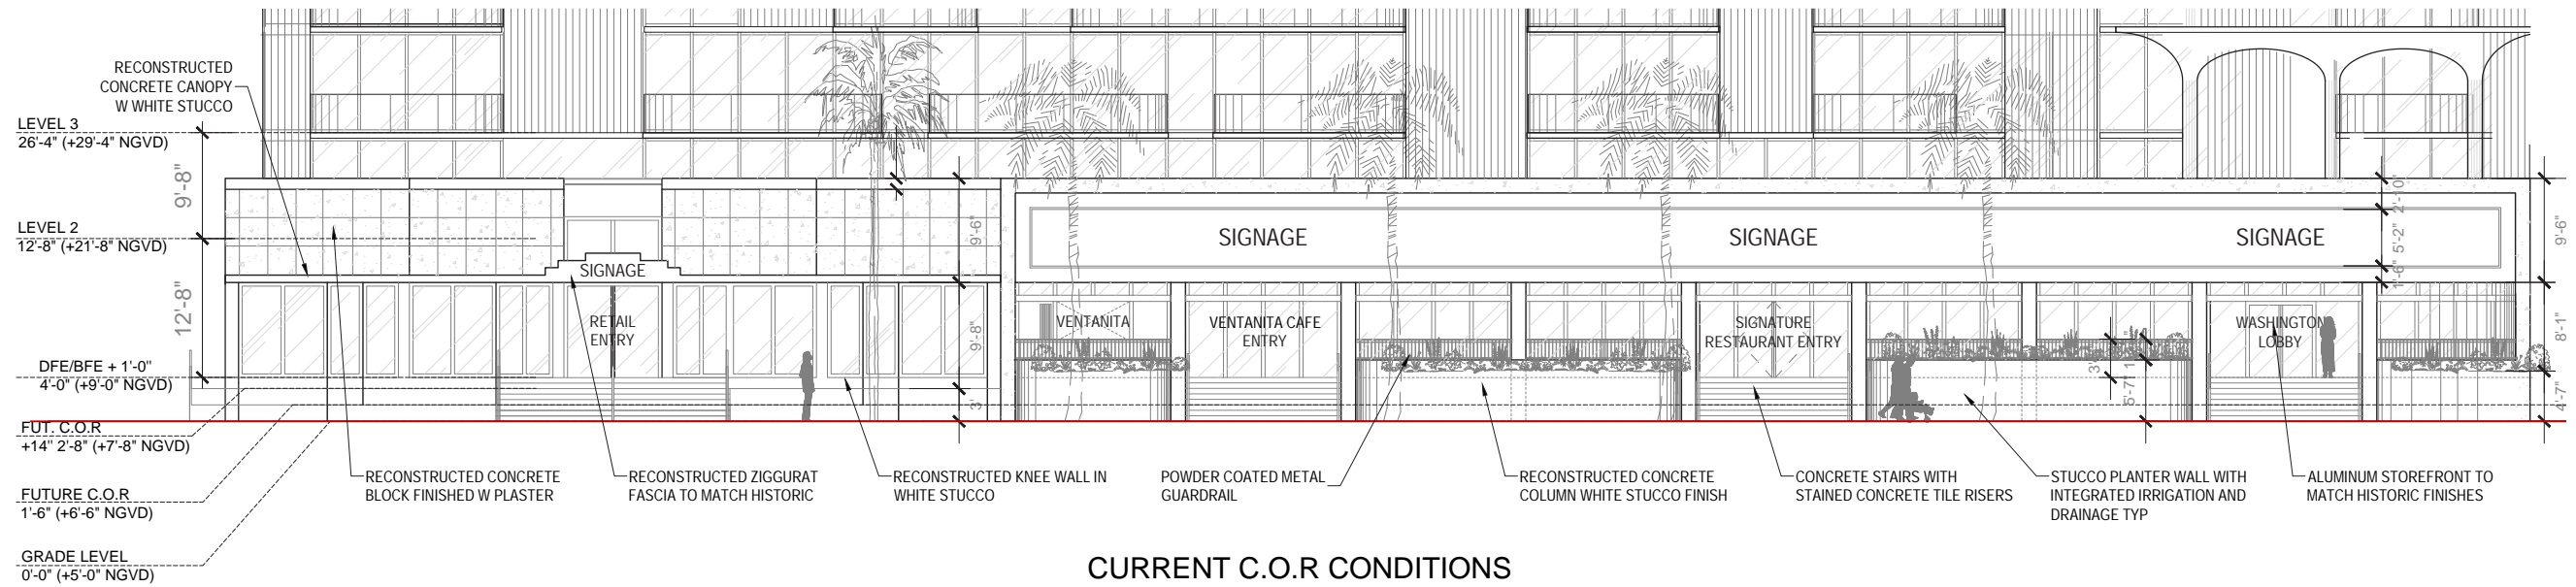 RECONSTRUCTED
CONCRETE CANOPY
W WHITE STUCCO
LEVEL 3
26'-4" (+29'-4" NGVD)
9'-8"
LEVEL 2
12'-8" (+21'-8" NGVD)
12'-8"
DFE/BFE + 1'-0"
4'-0" (+9'-0" NGVD)
FUT. C.O.R
+14" 2'-8" (+7'-8" NGVD)
FUTURE C.O.R
1'-6" (+6'-6" NGVD)
GRADE LEVEL
0'-0" (+5'-0" NGVD)
SIGNAGE
RETAIL
ENTRY
9'-6"
9'-8"
3'
SIGNAGE
SIGNAGE
SIGNAGE
VENTANITA
VENTANITA CAFE
ENTRY
SIGNATURE
RESTAURANT ENTRY
WASHINGTON
LOBBY
2'-10"
5'-2"
1'-6"
9'-6"
8'-1"
4'-7"
3'
5'-7"
RECONSTRUCTED CONCRETE
BLOCK FINISHED W PLASTER
RECONSTRUCTED ZIGGURAT
FASCIA TO MATCH HISTORIC
RECONSTRUCTED KNEE WALL IN
WHITE STUCCO
POWDER COATED METAL
GUARDRAIL
RECONSTRUCTED CONCRETE
COLUMN WHITE STUCCO FINISH
CONCRETE STAIRS WITH
STAINED CONCRETE TILE RISERS
STUCCO PLANTER WALL WITH
INTEGRATED IRRIGATION AND
DRAINAGE TYP
ALUMINUM STOREFRONT TO
MATCH HISTORIC FINISHES
CURRENT C.O.R CONDITIONS